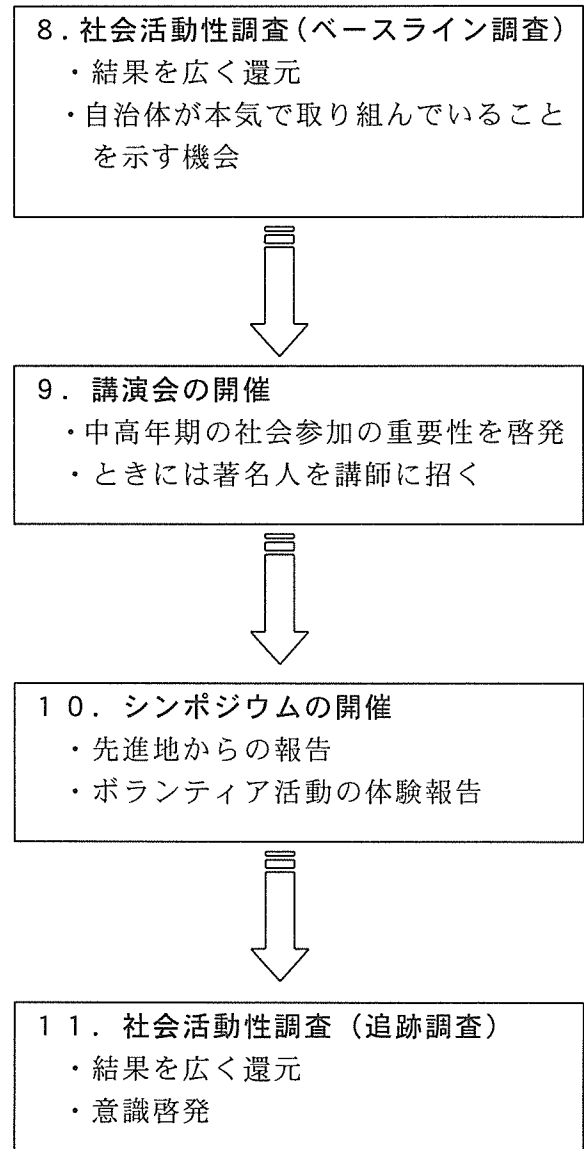 ８．社会活動性調査（ベースライン調査）
・結果を広く還元
・自治体が本気で取り組んでいること
を示す機会
９．講演会の開催
・中高年期の社会参加の重要性を啓発
・ときには著名人を講師に招く
１０．シンポジウムの開催
・先進地からの報告
・ボランティア活動の体験報告
１１．社会活動性調査（追跡調査）
・結果を広く還元
・意識啓発